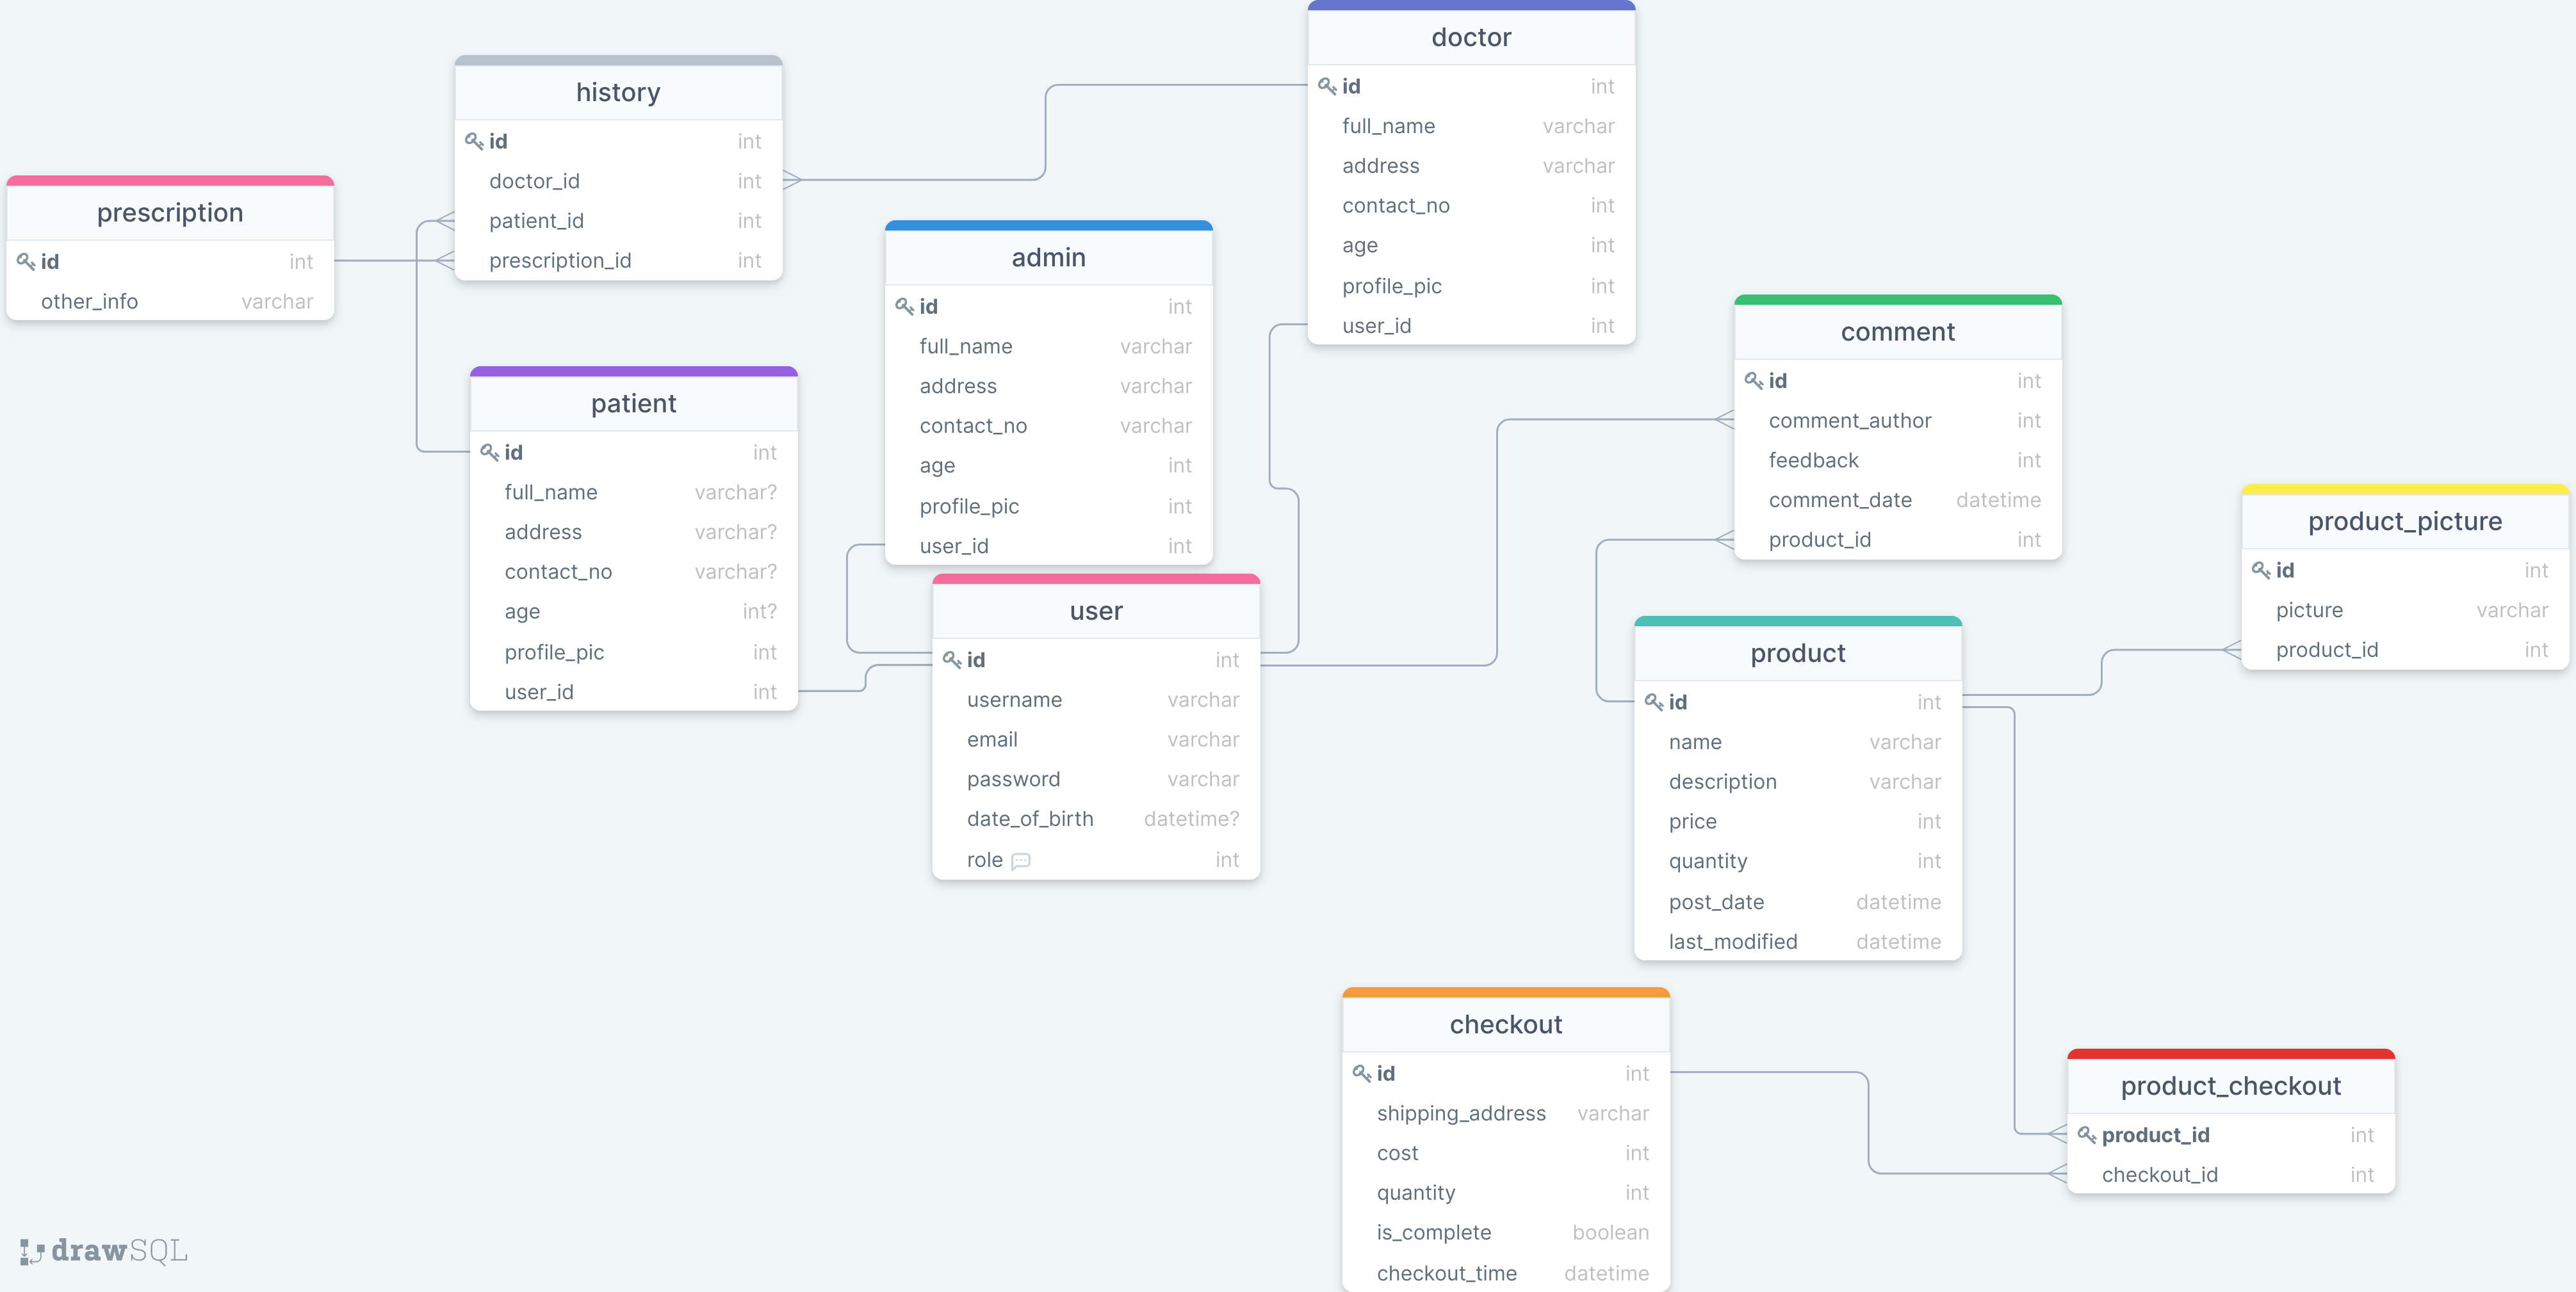 prescription
id int
other_info varchar
history
id int
doctor_id int
patient_id int
prescription_id int
patient
id int
full_name varchar?
address varchar?
contact_no varchar?
age int?
profile_pic int
user_id int
admin
id int
full_name varchar
address varchar
contact_no varchar
age int
profile_pic int
user_id int
user
id int
username varchar
email varchar
password varchar
date_of_birth datetime?
role int
doctor
id int
full_name varchar
address varchar
contact_no int
age int
profile_pic int
user_id int
comment
id int
comment_author int
feedback int
comment_date datetime
product_id int
product
id int
name varchar
description varchar
price int
quantity int
post_date datetime
last_modified datetime
product_picture
id int
picture varchar
product_id int
checkout
id int
shipping_address varchar
cost int
quantity int
is_complete boolean
checkout_time datetime
product_checkout
product_id int
checkout_id int
drawSQL